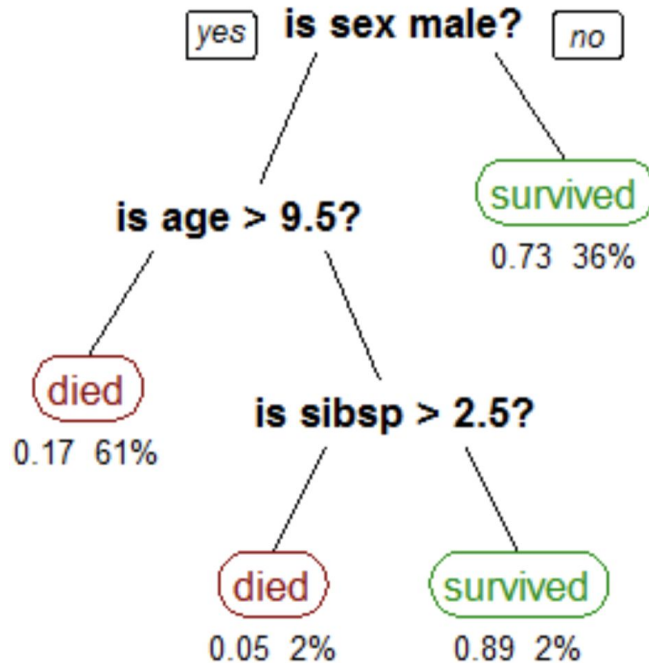 yes is sex male? no
survived
0.73 36%
is age > 9.5?
died
0.17 61%
is sibsp > 2.5?
died survived
0.05 2% 0.89 2%